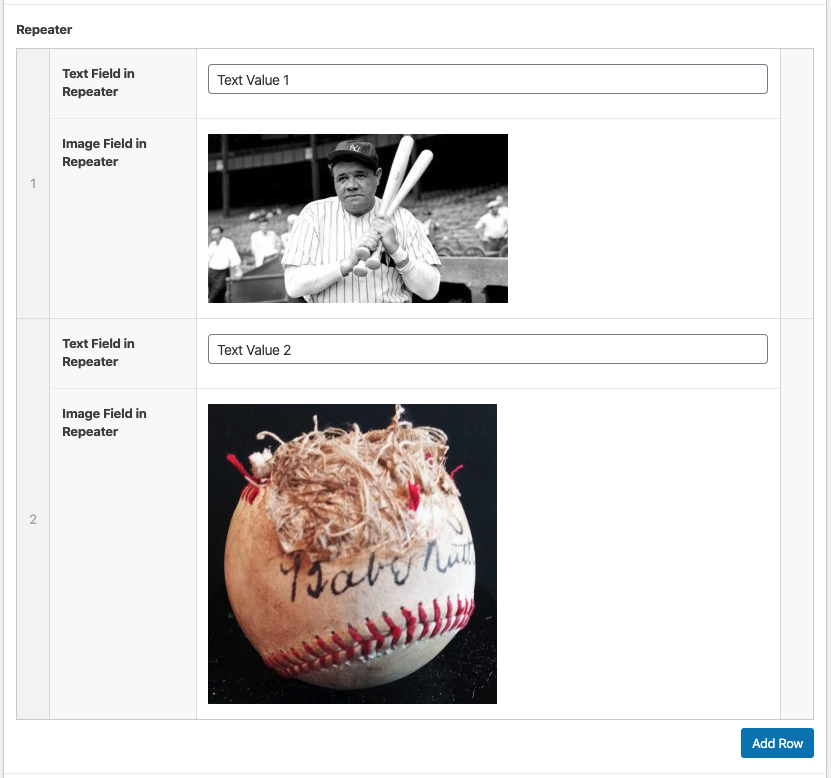 Repeater
Text Field in
Repeater
Text Value 1
Image Field in
Repeater
1
Text Field in
Repeater
Text Value 2
Image Field in
Repeater
2
Babe Ruth
Add Row